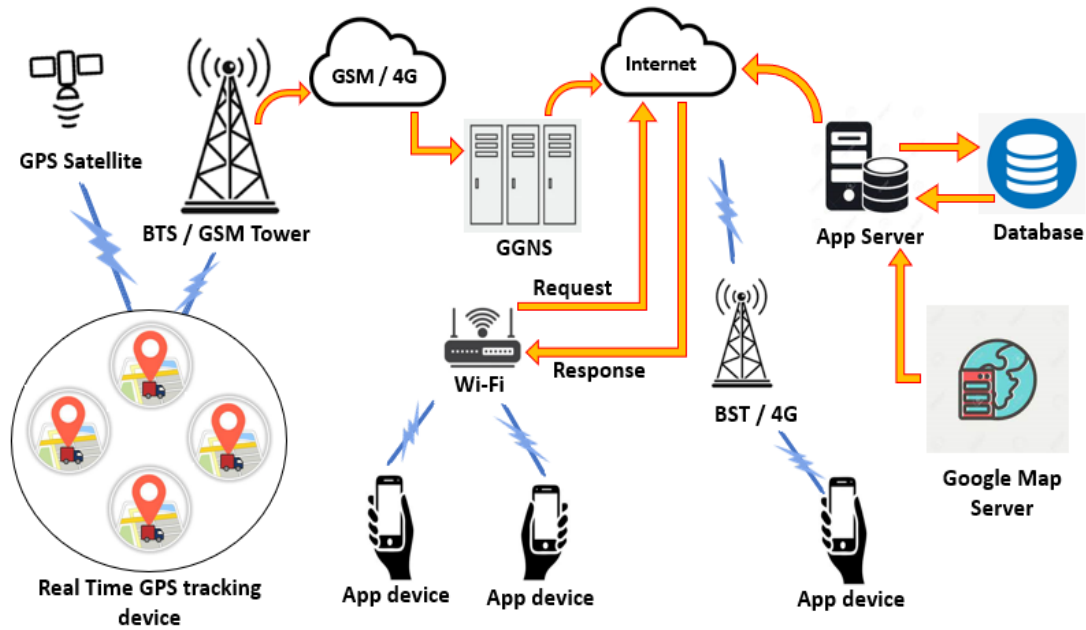 GSM / 4G
Internet
GPS Satellite
BTS / GSM Tower
GGNS
App Server
Database
Request
Response
Wi-Fi
BST / 4G
Google Map
Server
Real Time GPS tracking
device
App device
App device
App device